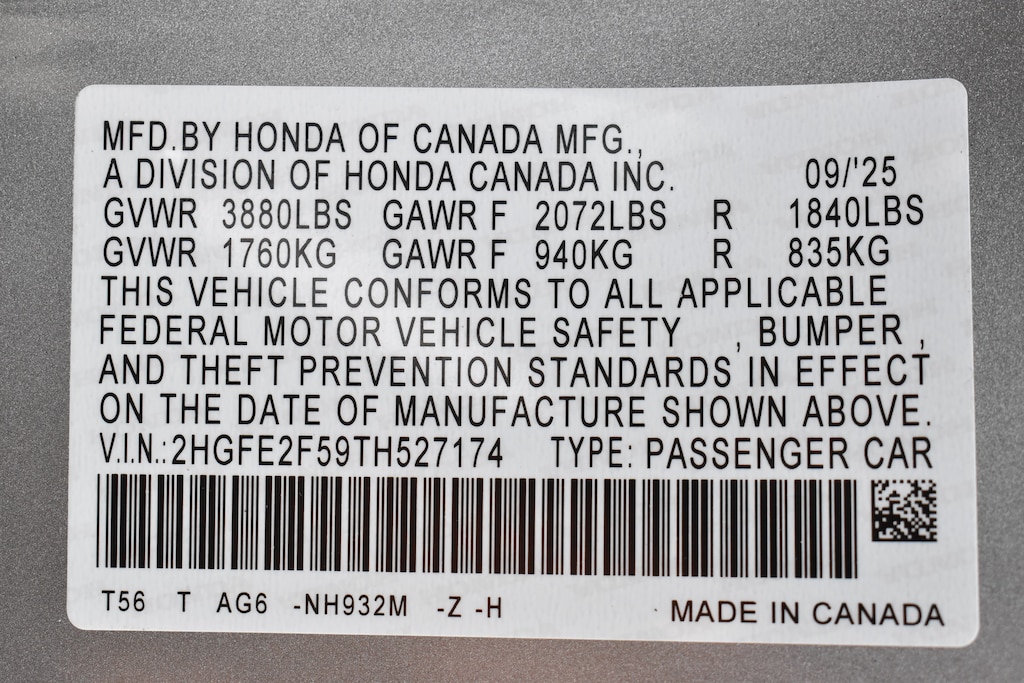 MFD.BY HONDA OF CANADA MFG.,
A DIVISION OF HONDA CANADA INC. 09/'25
GVWR 3880LBS GAWR F 2072LBS R 1840LBS
GVWR 1760KG GAWR F 940KG R 835KG
THIS VEHICLE CONFORMS TO ALL APPLICABLE
FEDERAL MOTOR VEHICLE SAFETY , BUMPER ,
AND THEFT PREVENTION STANDARDS IN EFFECT
ON THE DATE OF MANUFACTURE SHOWN ABOVE.
V.I.N.:2HGFE2F59TH527174 TYPE: PASSENGER CAR
T56 T AG6 -NH932M -Z -H MADE IN CANADA